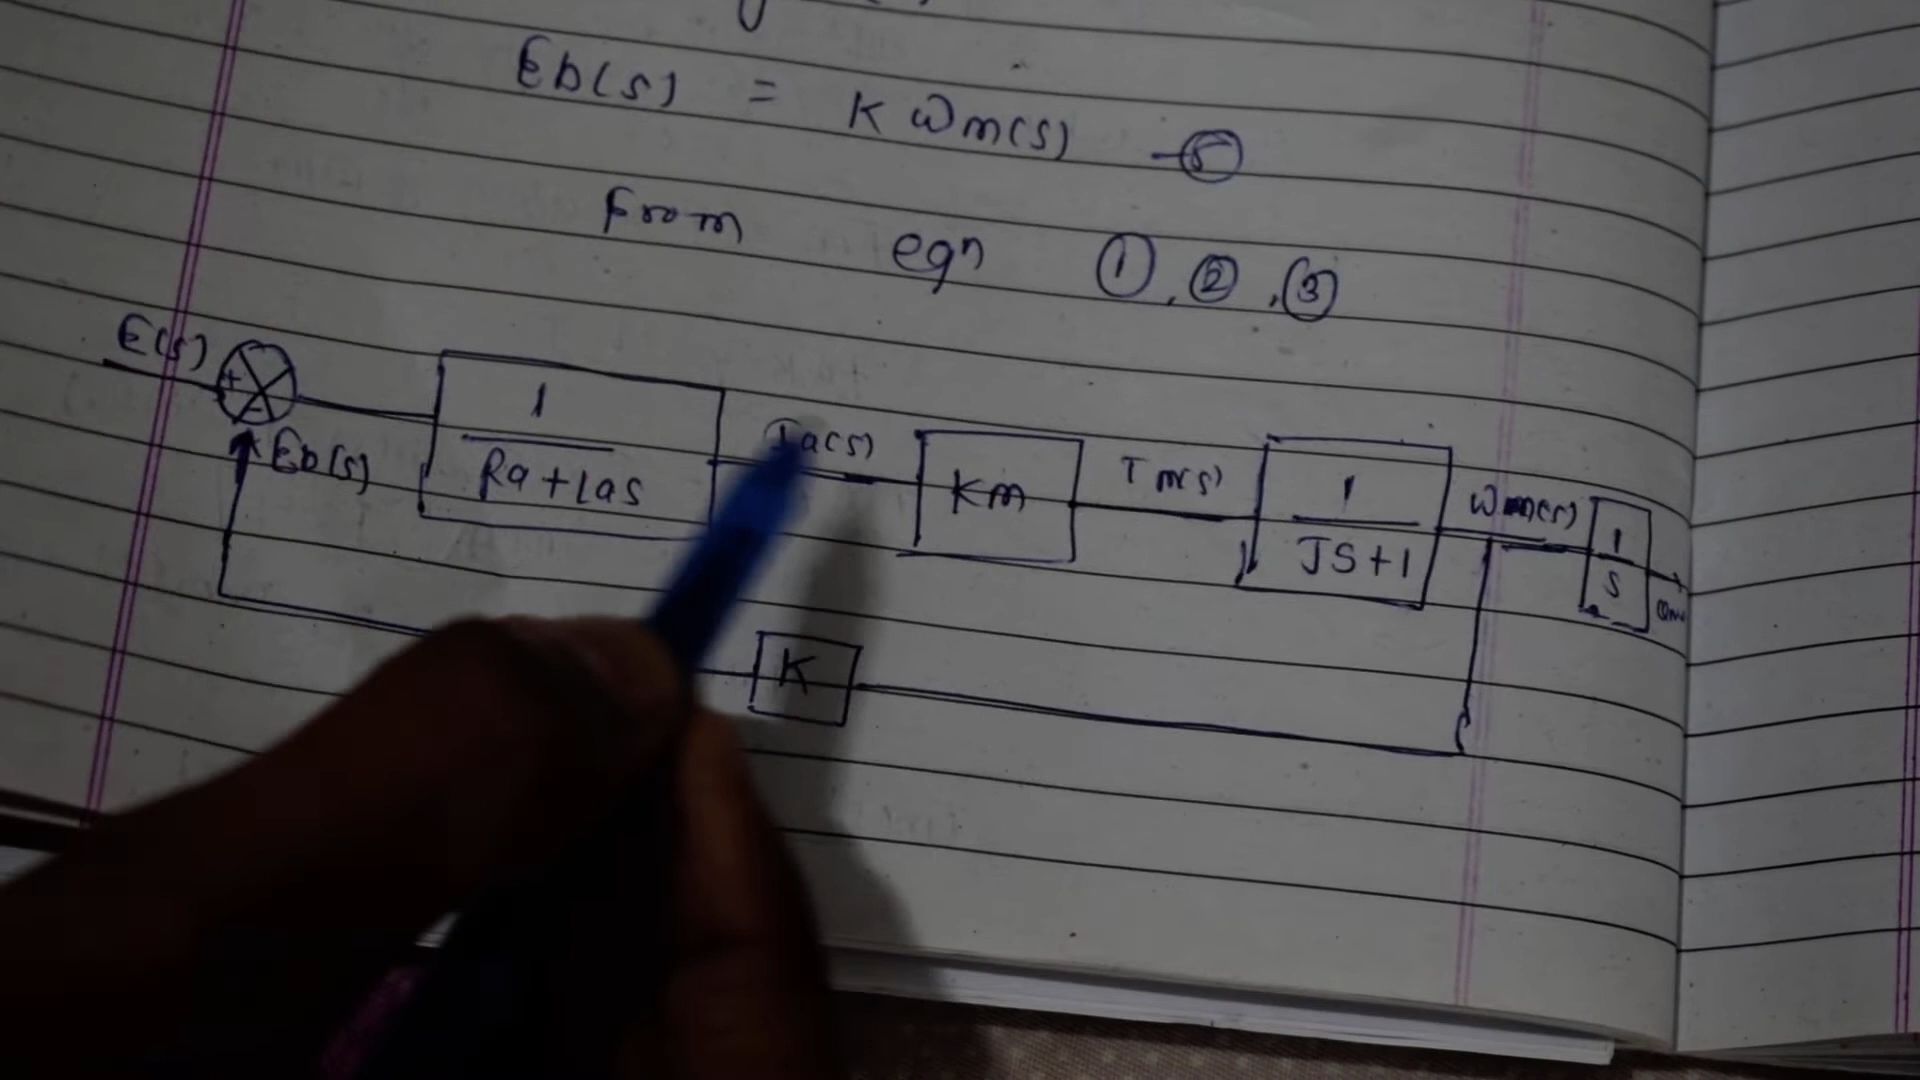 Eb(s) = K ωm(s) - ⑤
from eqn ①, ②, ③
E(s)
+
-
Eb(s)
1
Ra+Las
Ia(s)
Km
Tm(s)
1
JS+1
ωm(s)
1
S
K